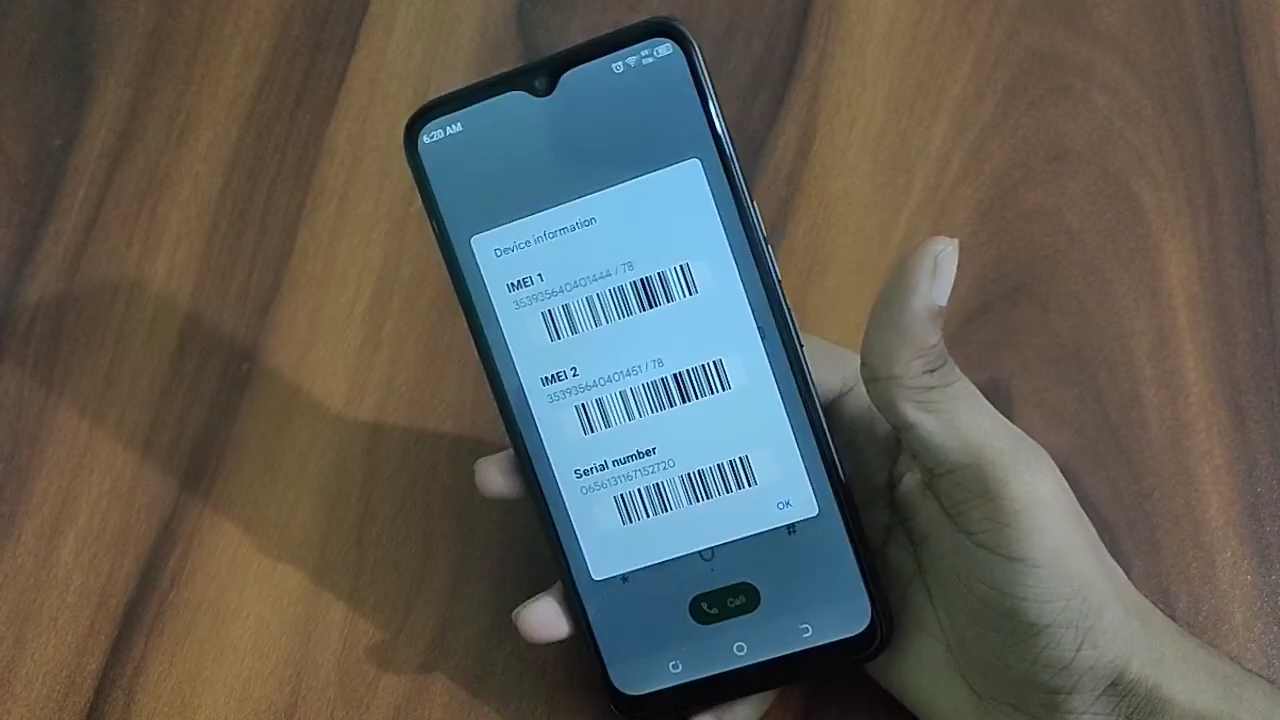 6:20 AM
Device information
IMEI 1
353935640401444 / 78
IMEI 2
353935640401451 / 78
Serial number
0656131167152720
OK
*
#
Call